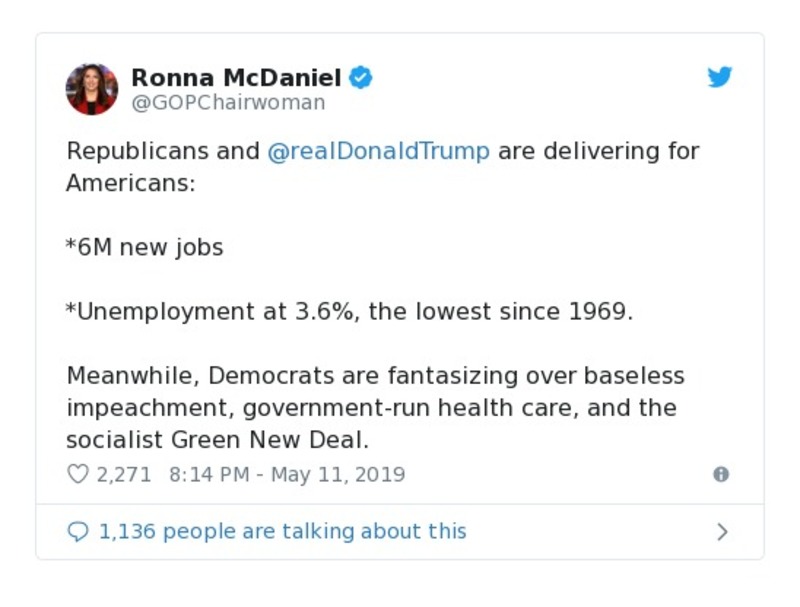 Ronna McDaniel
@GOPChairwoman
Republicans and @realDonaldTrump are delivering for
Americans:
*6M new jobs
*Unemployment at 3.6%, the lowest since 1969.
Meanwhile, Democrats are fantasizing over baseless
impeachment, government-run health care, and the
socialist Green New Deal.
2,271 8:14 PM - May 11, 2019
1,136 people are talking about this